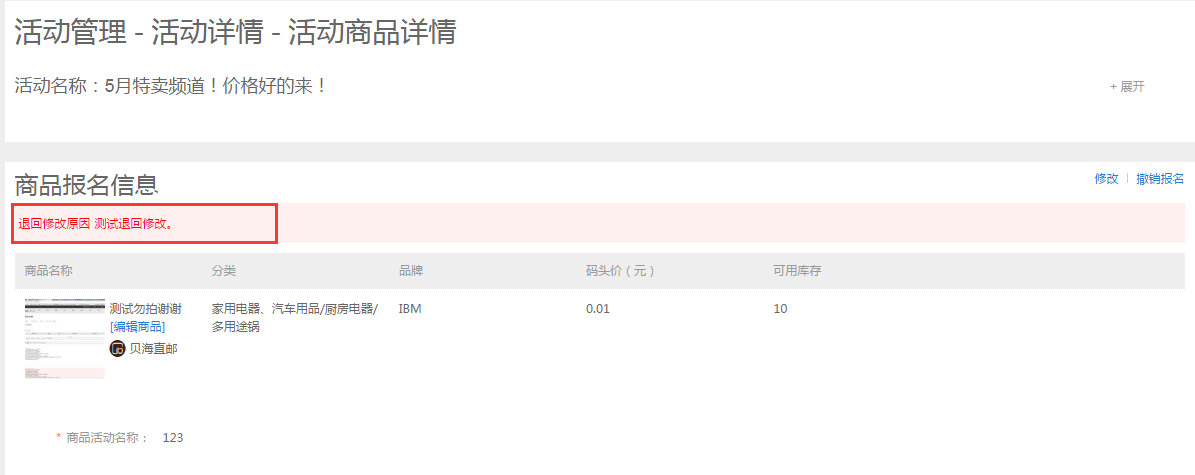 活动管理 - 活动详情 - 活动商品详情
活动名称：5月特卖频道！价格好的来！
+ 展开
商品报名信息
修改 | 撤销报名
退回修改原因 测试退回修改。
商品名称 分类 品牌 码头价（元） 可用库存
测试勿拍谢谢 家用电器、汽车用品/厨房电器/ IBM 0.01 10
[编辑商品] 多用途锅
贝海直邮
* 商品活动名称： 123